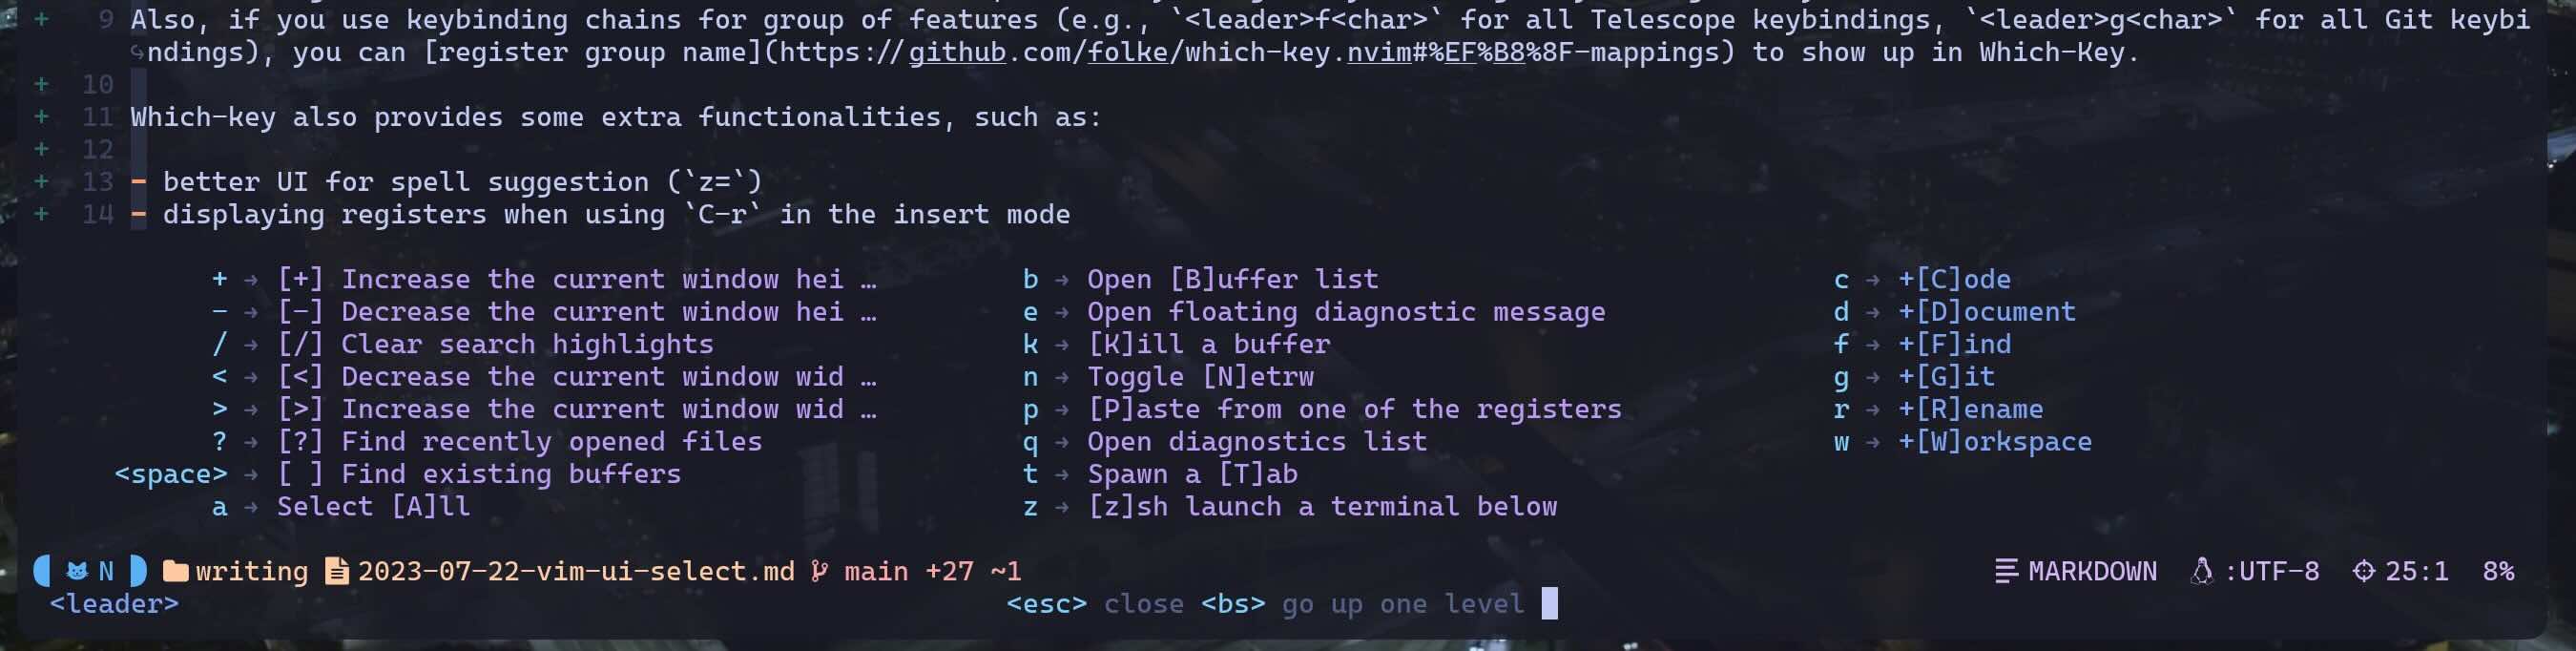 + 9 Also, if you use keybinding chains for group of features (e.g., `<leader>f<char>` for all Telescope keybindings, `<leader>g<char>` for all Git keybi
ndings), you can [register group name](https://github.com/folke/which-key.nvim#%EF%B8%8F-mappings) to show up in Which-Key.
+ 10
+ 11 Which-key also provides some extra functionalities, such as:
+ 12
+ 13 - better UI for spell suggestion (`z=`)
+ 14 - displaying registers when using `C-r` in the insert mode
+ → [+] Increase the current window hei … b → Open [B]uffer list c → +[C]ode
- → [-] Decrease the current window hei … e → Open floating diagnostic message d → +[D]ocument
/ → [/] Clear search highlights k → [K]ill a buffer f → +[F]ind
< → [<] Decrease the current window wid … n → Toggle [N]etrw g → +[G]it
> → [>] Increase the current window wid … p → [P]aste from one of the registers r → +[R]ename
? → [?] Find recently opened files q → Open diagnostics list w → +[W]orkspace
<space> → [ ] Find existing buffers t → Spawn a [T]ab
a → Select [A]ll z → [z]sh launch a terminal below
N writing 2023-07-22-vim-ui-select.md main +27 ~1 MARKDOWN :UTF-8 25:1 8%
<leader> <esc> close <bs> go up one level